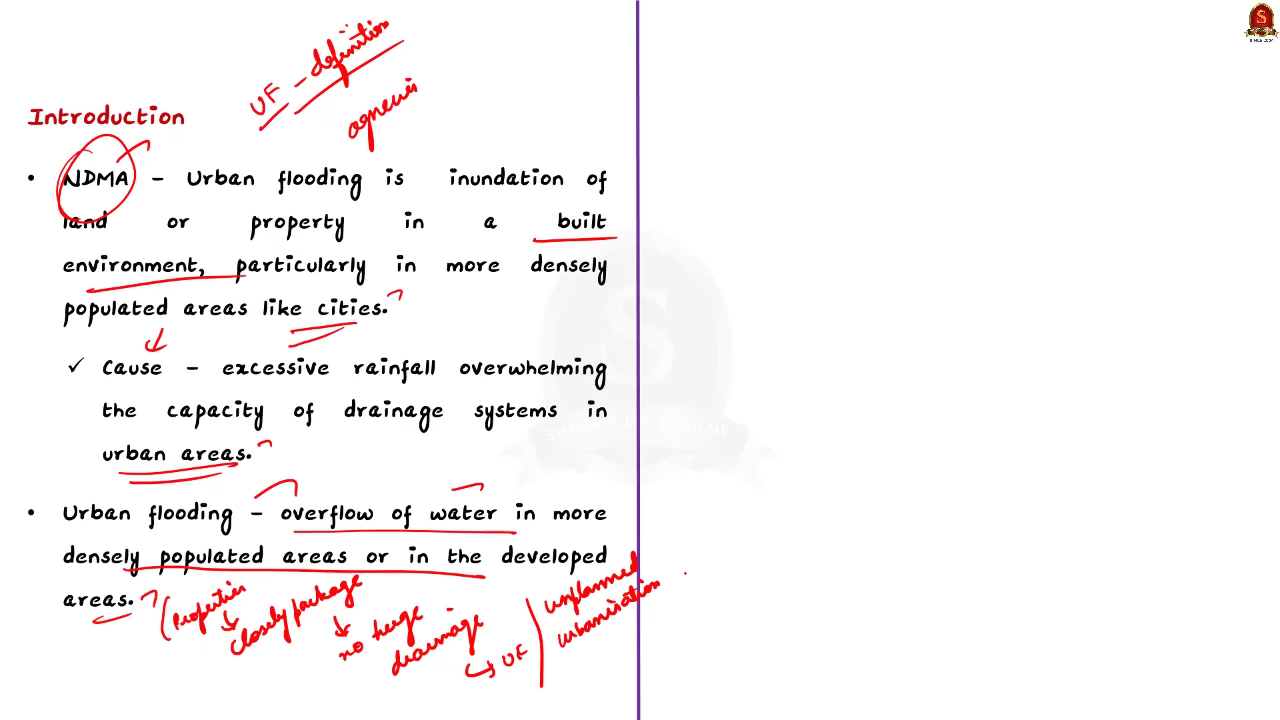 UF - definition
agencies
Introduction
• NDMA - Urban flooding is inundation of
land or property in a built
environment, particularly in more densely
populated areas like cities.
✓ Cause - excessive rainfall overwhelming
the capacity of drainage systems in
urban areas.
• Urban flooding - overflow of water in more
densely populated areas or in the developed
areas.
Properties
closely package
no huge
drainage
UF
unplanned
urbanisation
S